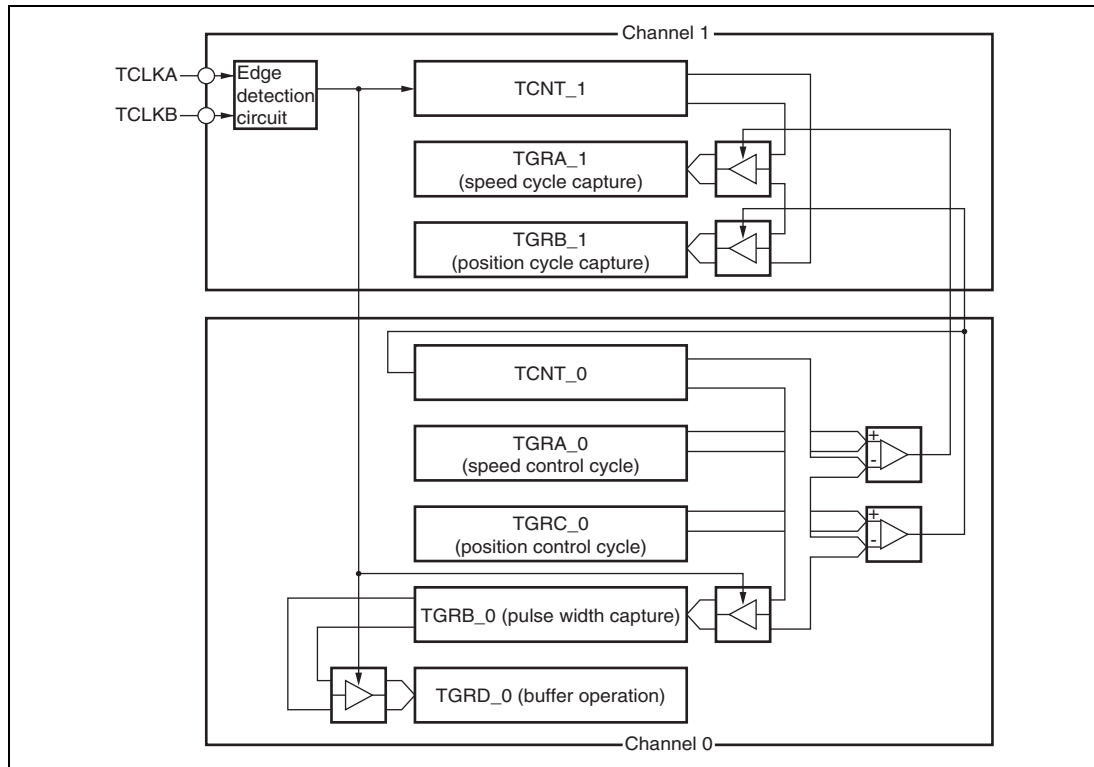 Channel 1
TCLKA
TCLKB
Edge
detection
circuit
TCNT_1
TGRA_1
(speed cycle capture)
TGRB_1
(position cycle capture)
TCNT_0
TGRA_0
(speed control cycle)
+
-
TGRC_0
(position control cycle)
+
-
TGRB_0 (pulse width capture)
TGRD_0 (buffer operation)
Channel 0